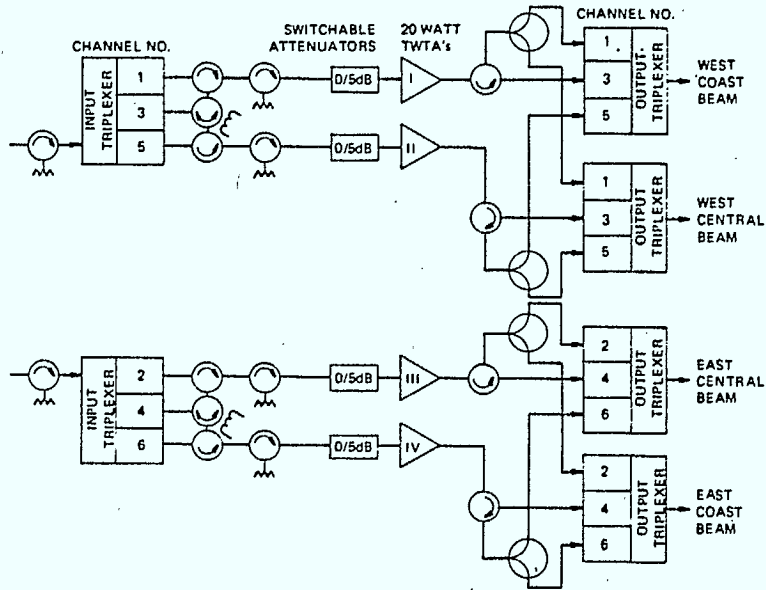 CHANNEL NO.
SWITCHABLE
ATTENUATORS
20 WATT
TWTA's
CHANNEL NO.
INPUT
TRIPLEXER
1
3
5
0/5dB
I
0/5dB
II
1
3
5
OUTPUT.
TRIPLEXER
WEST
COAST
BEAM
1
3
5
OUTPUT
TRIPLEXER
WEST
CENTRAL
BEAM
INPUT
TRIPLEXER
2
4
6
0/5dB
III
0/5dB
IV
2
4
6
OUTPUT
TRIPLEXER
EAST
CENTRAL
BEAM
2
4
6
OUTPUT
TRIPLEXER
EAST
COAST
BEAM